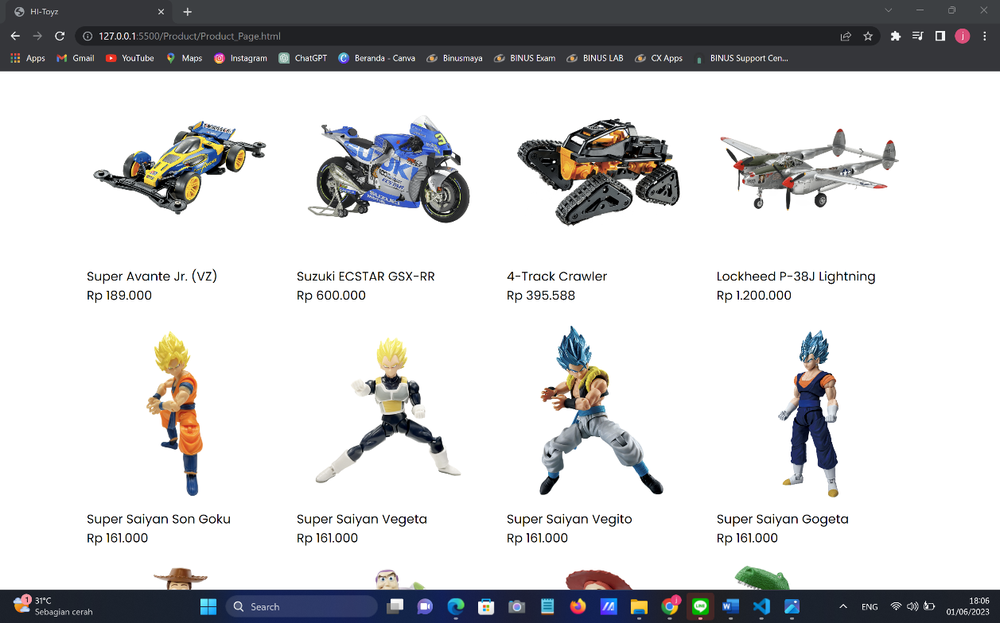 HI-Toyz
127.0.0.1:5500/Product/Product_Page.html
j
Apps
Gmail
YouTube
Maps
Instagram
ChatGPT
Beranda - Canva
Binusmaya
BINUS Exam
BINUS LAB
CX Apps
BINUS Support Cen...
SUZUKI
ECSTAR
Super Avante Jr. (VZ)
Suzuki ECSTAR GSX-RR
4-Track Crawler
Lockheed P-38J Lightning
Rp 189.000
Rp 600.000
Rp 395.588
Rp 1.200.000
Super Saiyan Son Goku
Super Saiyan Vegeta
Super Saiyan Vegito
Super Saiyan Gogeta
Rp 161.000
Rp 161.000
Rp 161.000
Rp 161.000
1
31°C
Sebagian cerah
Search
LINE
ENG
18:06
01/06/2023